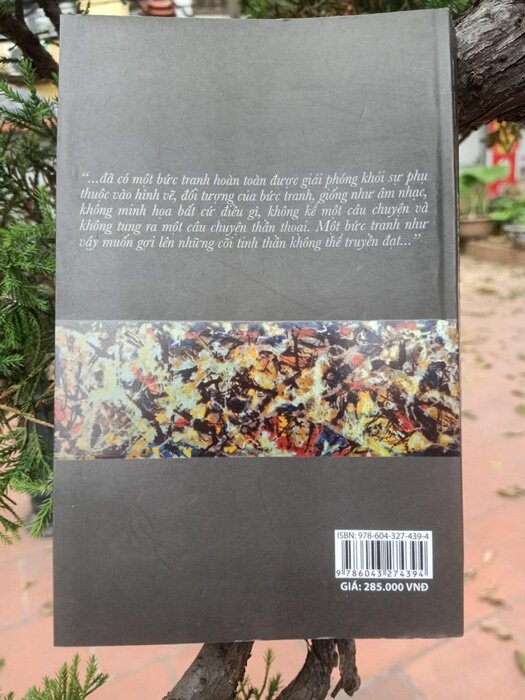 “...đã có một bức tranh hoàn toàn được giải phóng khỏi sự phụ
thuộc vào hình vẽ, đối tượng của bức tranh, giống như âm nhạc,
không minh họa bất cứ điều gì, không kể một câu chuyện và
không tung ra một câu chuyện thần thoại. Một bức tranh như
vậy muốn gợi lên những cõi tinh thần không thể truyền đạt...”
ISBN: 978-604-327-439-4
9 786043 274394
GIÁ: 285.000 VNĐ